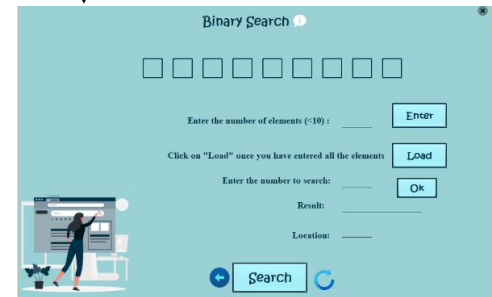 Binary Search
Enter the number of elements (<10) :
Enter
Click on "Load" once you have entered all the elements
Load
Enter the number to search:
Ok
Result:
Location:
Search